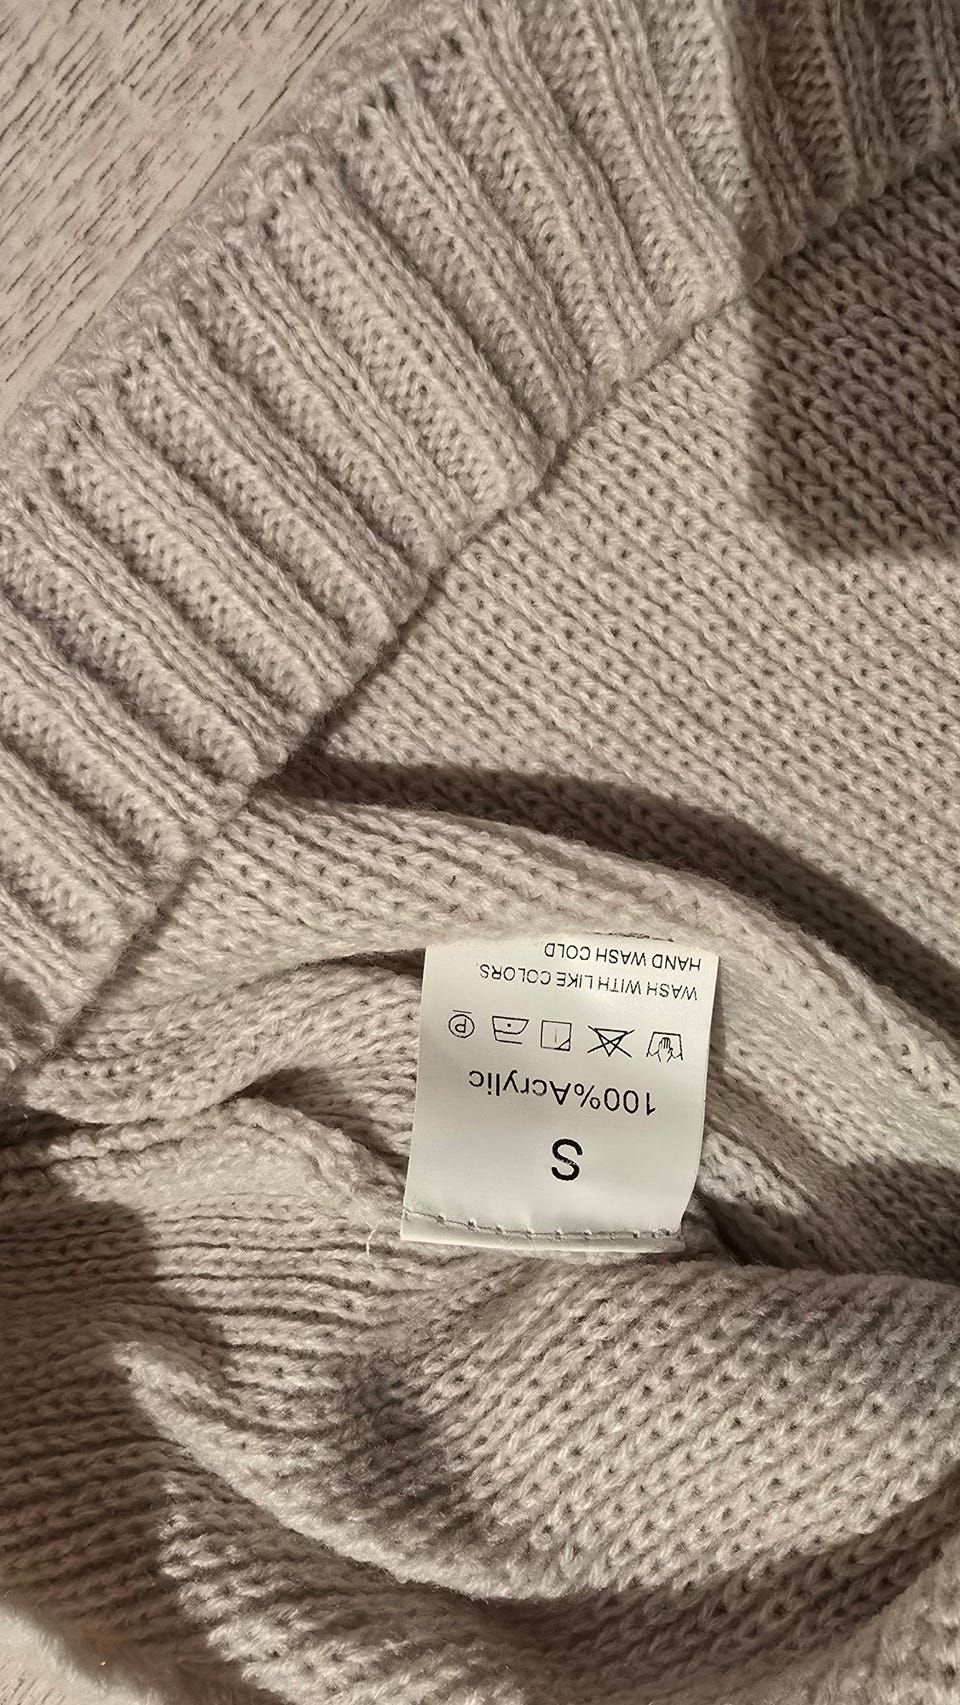 S
100%Acrylic
P
WASH WITH LIKE COLORS
HAND WASH COLD